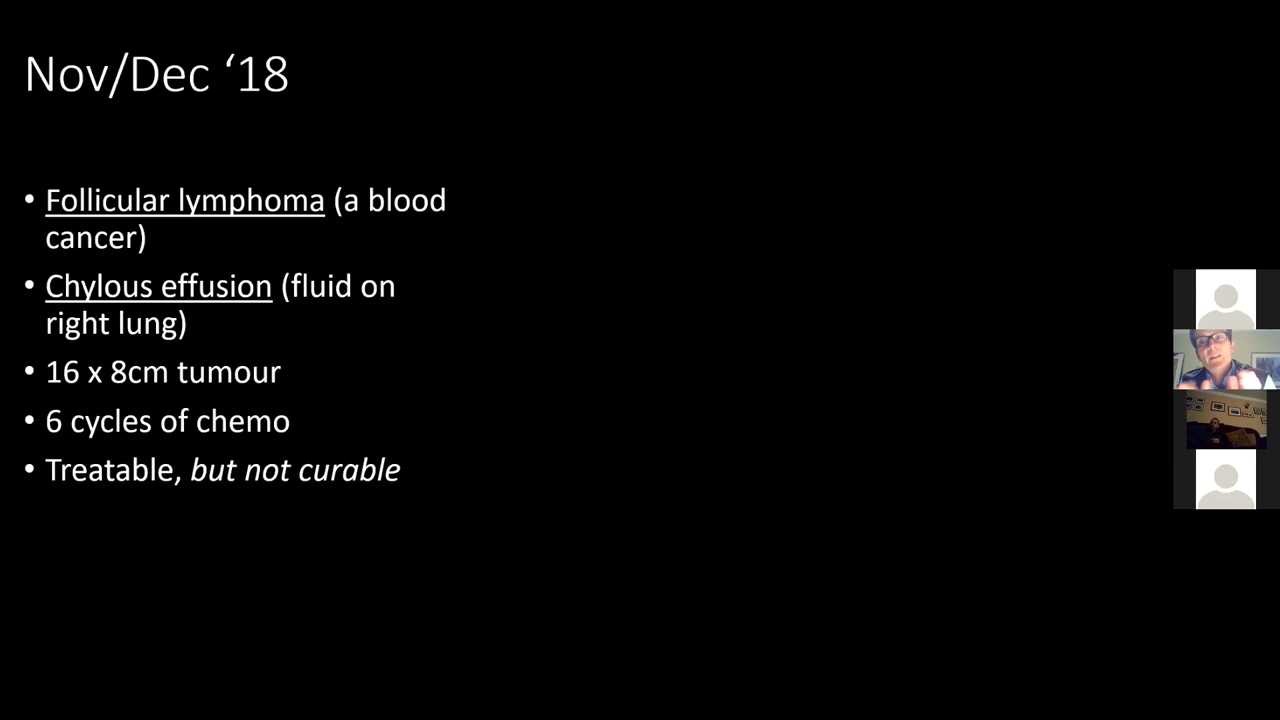 Nov/Dec ‘18
• Follicular lymphoma (a blood
cancer)
• Chylous effusion (fluid on
right lung)
• 16 x 8cm tumour
• 6 cycles of chemo
• Treatable, but not curable